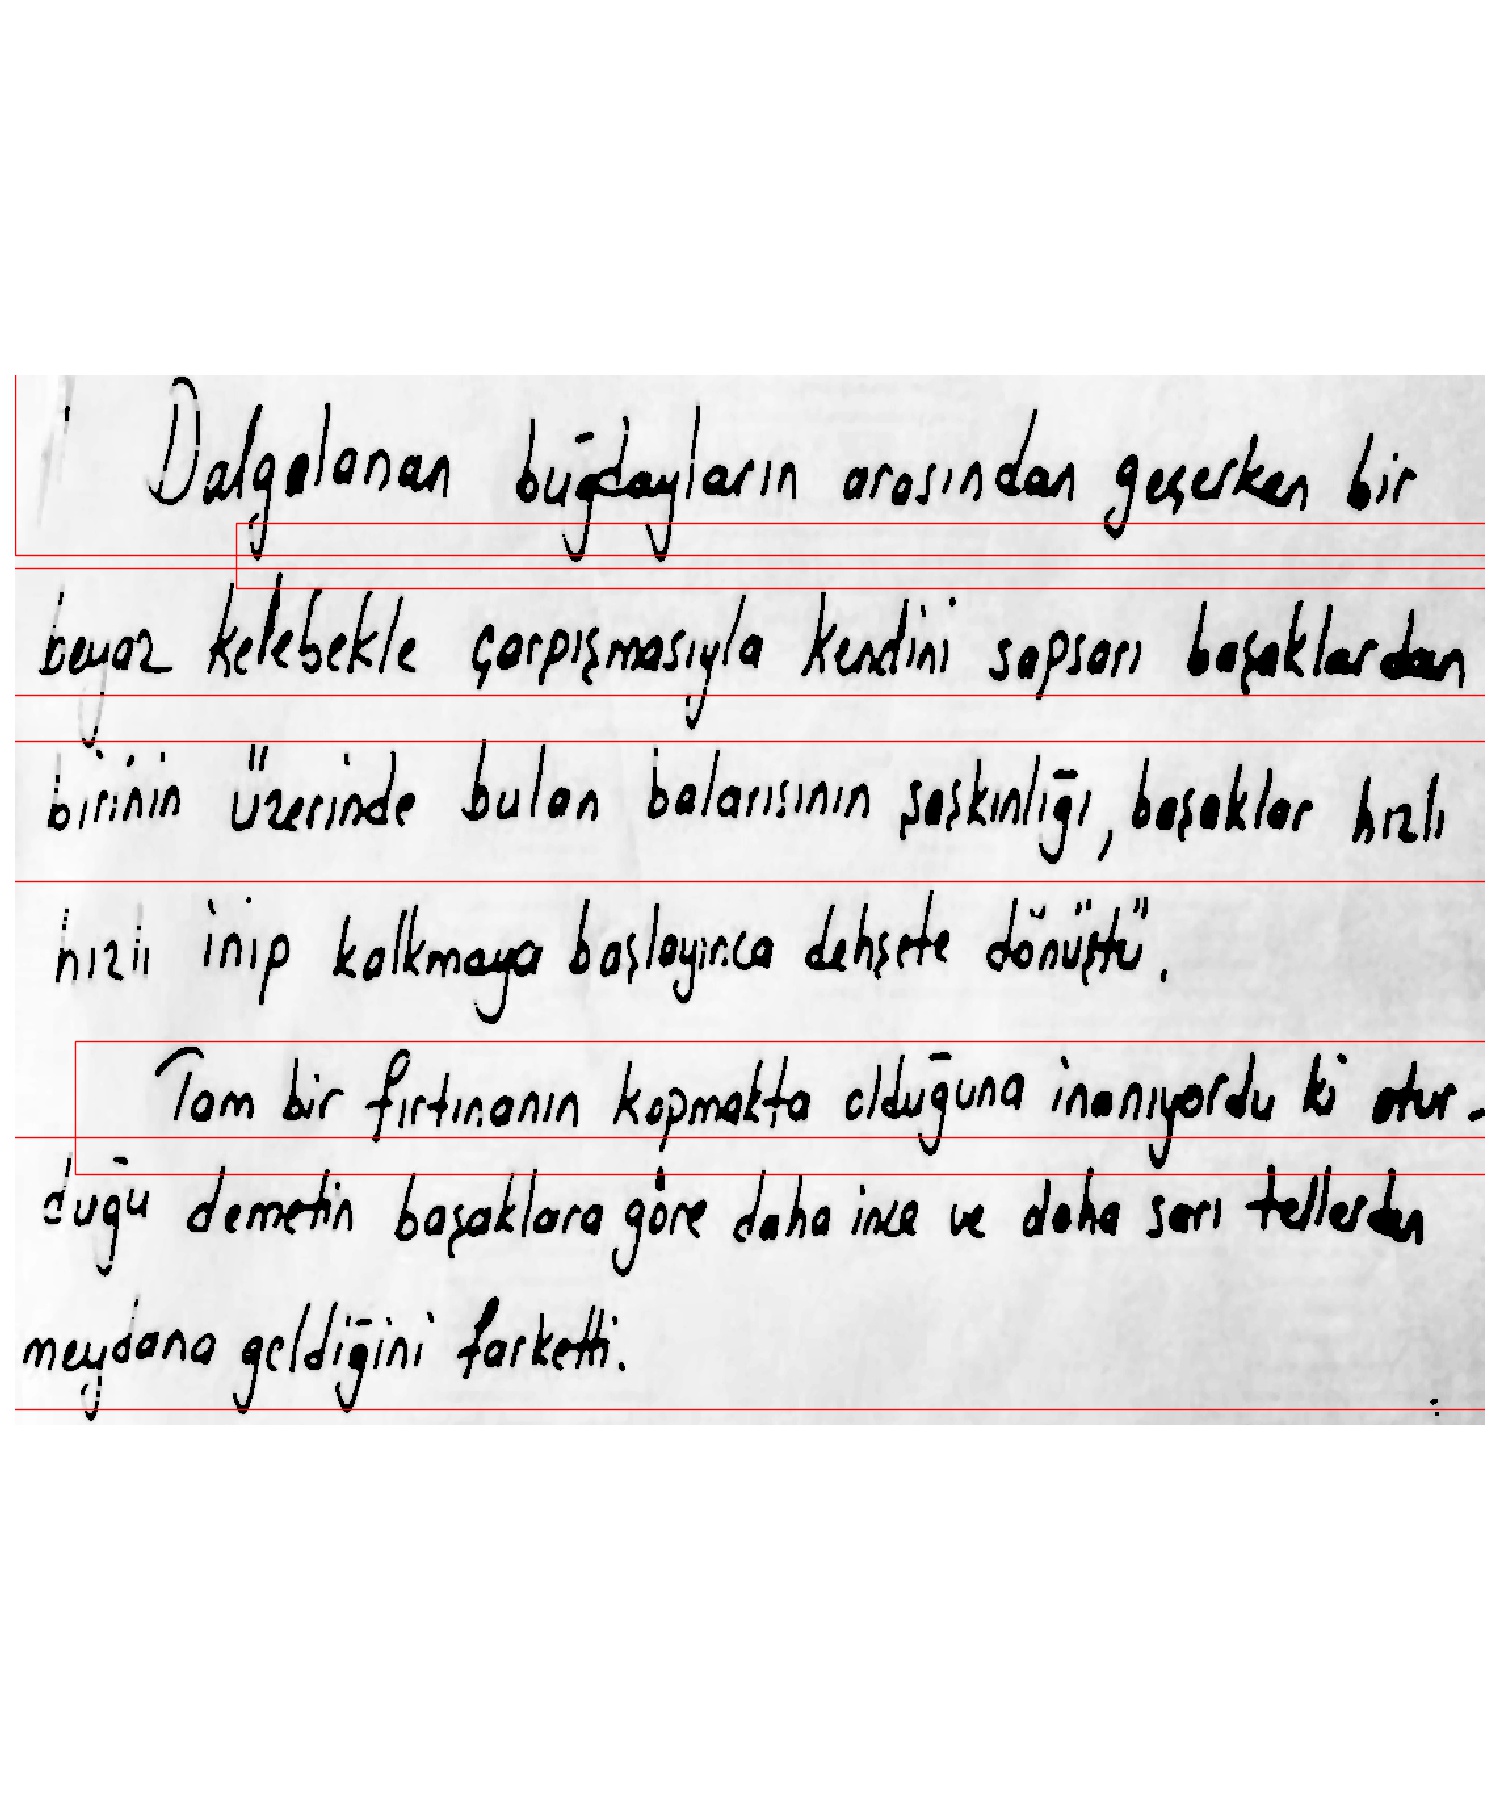 Dalgalanan buğdayların arasından geçerken bir
beyaz kelebekle çarpışmasıyla kendini sapsarı başaklardan
birinin üzerinde bulan balarısının şaşkınlığı, başaklar hızlı
hızlı inip kalkmaya başlayınca dehşete dönüştü.
Tam bir fırtınanın kopmakta olduğuna inanıyordu ki otur-
duğu demetin başaklara göre daha ince ve daha sarı tellerden
meydana geldiğini farketti.